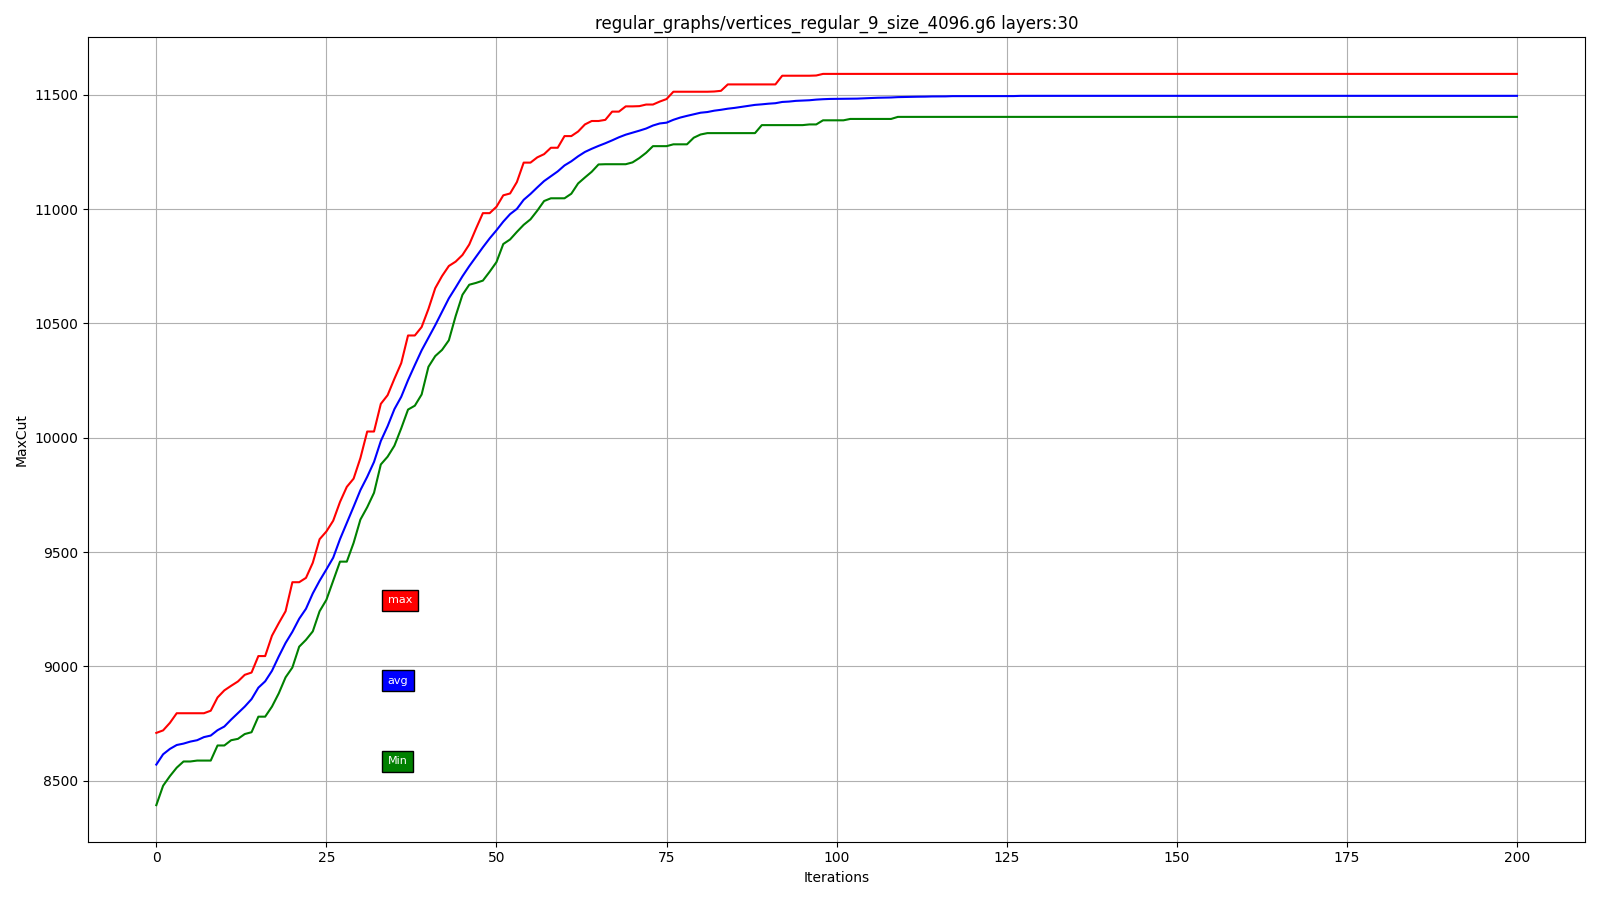 regular_graphs/vertices_regular_9_size_4096.g6 layers:30
11500
11000
10500
10000
9500
9000
8500
MaxCut
max
avg
Min
0 25 50 75 100 125 150 175 200
Iterations